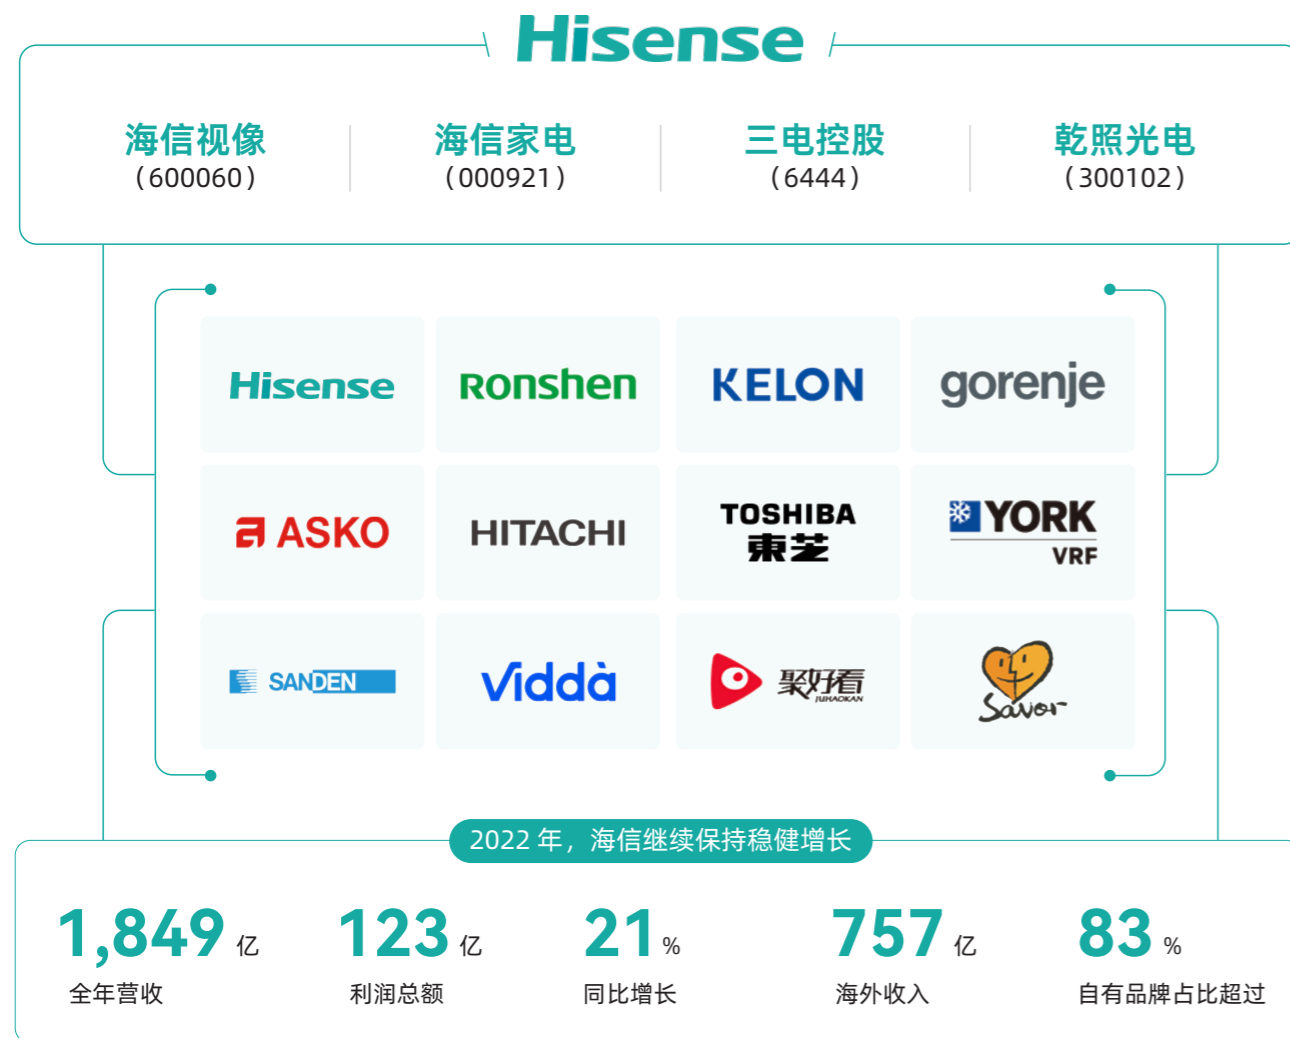 Hisense
海信视像
（600060）
海信家电
（000921）
三电控股
（6444）
乾照光电
（300102）
Hisense
Ronshen
KELON
gorenje
ASKO
HITACHI
TOSHIBA
東芝
YORK
VRF
SANDEN
Vidda
聚好看
JUHAOKAN
Savor
2022 年，海信继续保持稳健增长
1,849 亿
全年营收
123 亿
利润总额
21 %
同比增长
757 亿
海外收入
83 %
自有品牌占比超过